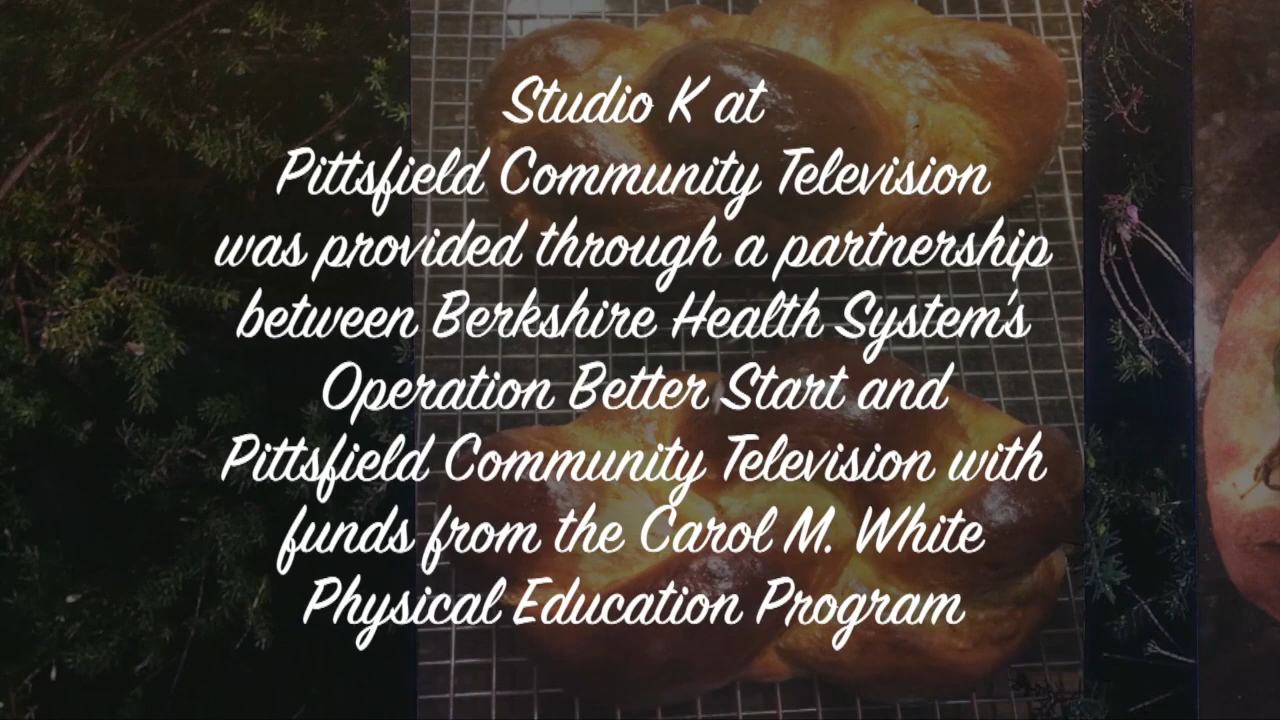 Studio K at
Pittsfield Community Television
was provided through a partnership
between Berkshire Health System's
Operation Better Start and
Pittsfield Community Television with
funds from the Carol M. White
Physical Education Program